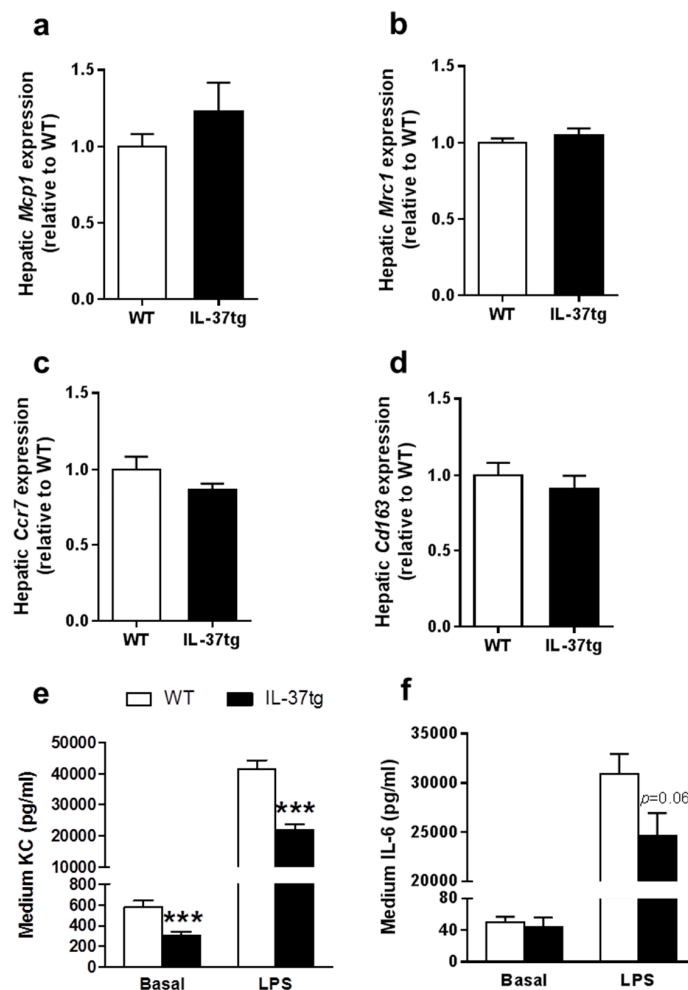 a
Hepatic Mcp1 expression
(relative to WT)
1.5
1.0
0.5
0.0
WT IL-37tg
b
Hepatic Mrc1 expression
(relative to WT)
1.5
1.0
0.5
0.0
WT IL-37tg
c
Hepatic Ccr7 expression
(relative to WT)
1.5
1.0
0.5
0.0
WT IL-37tg
d
Hepatic Cd163 expression
(relative to WT)
1.5
1.0
0.5
0.0
WT IL-37tg
e
WT IL-37tg
Medium KC (pg/ml)
50000
40000
30000
20000
10000
800
600
400
200
0
***
***
Basal LPS
f
Medium IL-6 (pg/ml)
35000
30000
25000
20000
80
40
0
p=0.06
Basal LPS